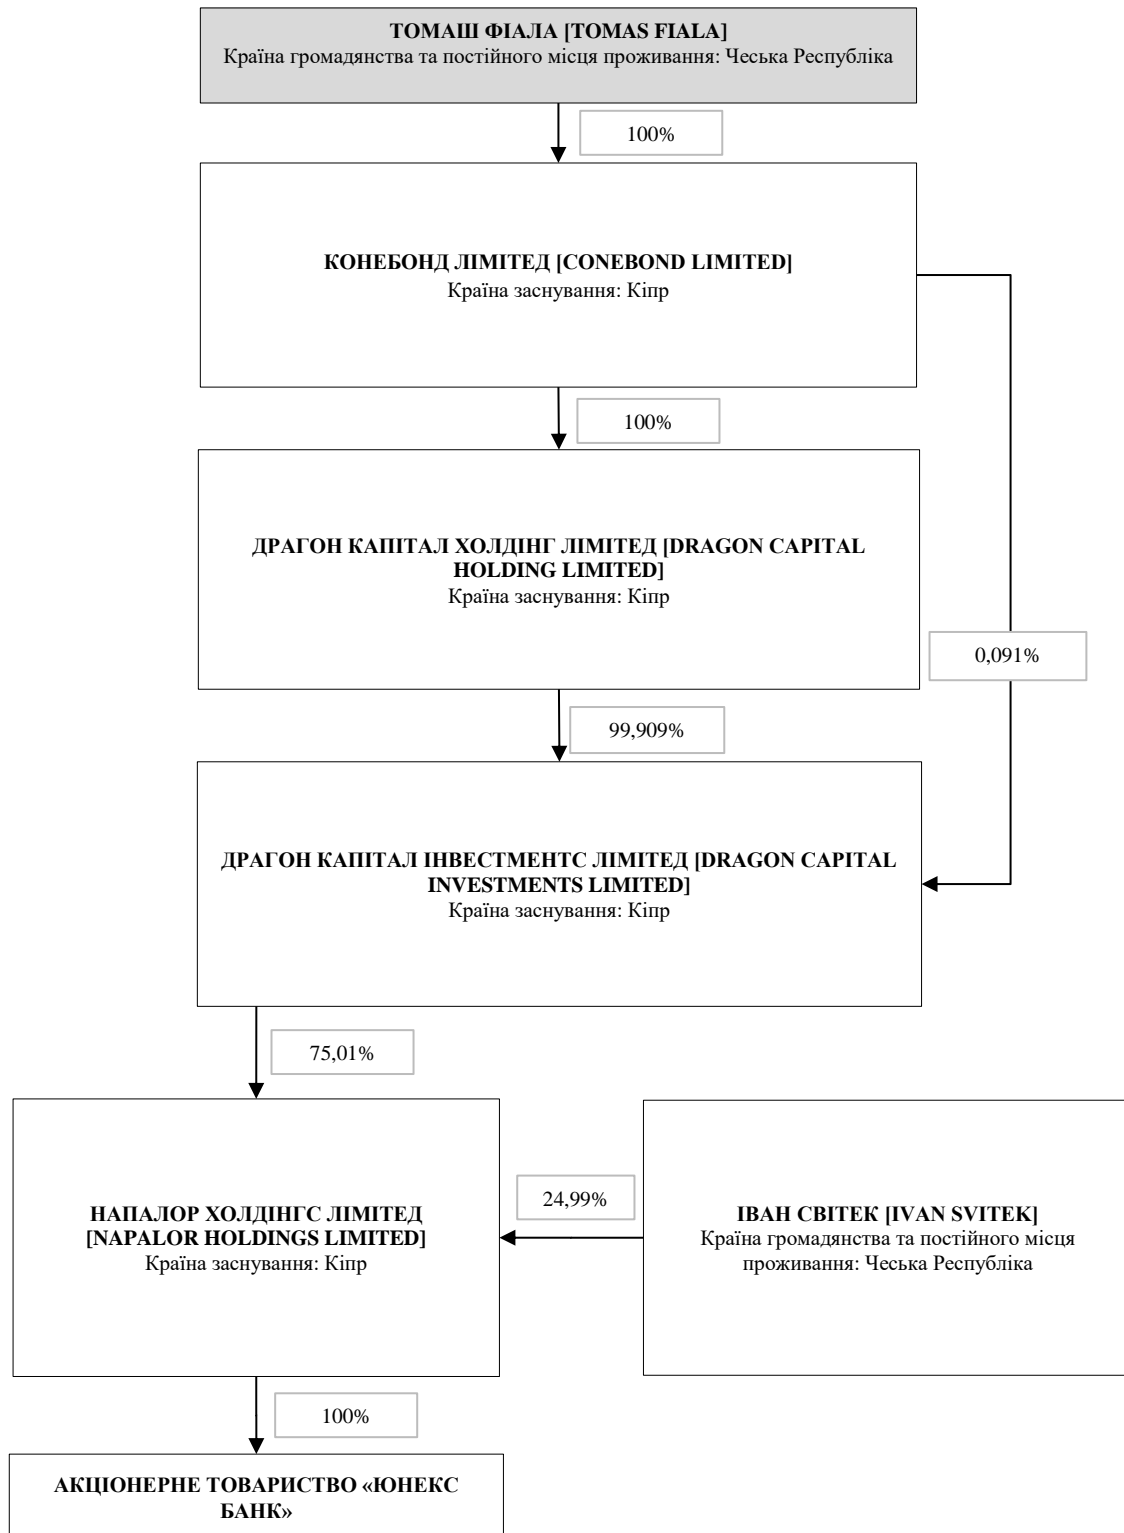 ТОМАШ ФІАЛА [TOMAS FIALA]
Країна громадянства та постійного місця проживання: Чеська Республіка
100%
КОНЕБОНД ЛІМІТЕД [CONEBOND LIMITED]
Країна заснування: Кіпр
100%
ДРАГОН КАПІТАЛ ХОЛДІНГ ЛІМІТЕД [DRAGON CAPITAL
HOLDING LIMITED]
Країна заснування: Кіпр
0,091%
99,909%
ДРАГОН КАПІТАЛ ІНВЕСТМЕНТС ЛІМІТЕД [DRAGON CAPITAL
INVESTMENTS LIMITED]
Країна заснування: Кіпр
75,01%
НАПАЛОР ХОЛДІНГС ЛІМІТЕД
[NAPALOR HOLDINGS LIMITED]
Країна заснування: Кіпр
24,99%
ІВАН СВІТЕК [IVAN SVITEK]
Країна громадянства та постійного місця
проживання: Чеська Республіка
100%
АКЦІОНЕРНЕ ТОВАРИСТВО «ЮНЕКС
БАНК»